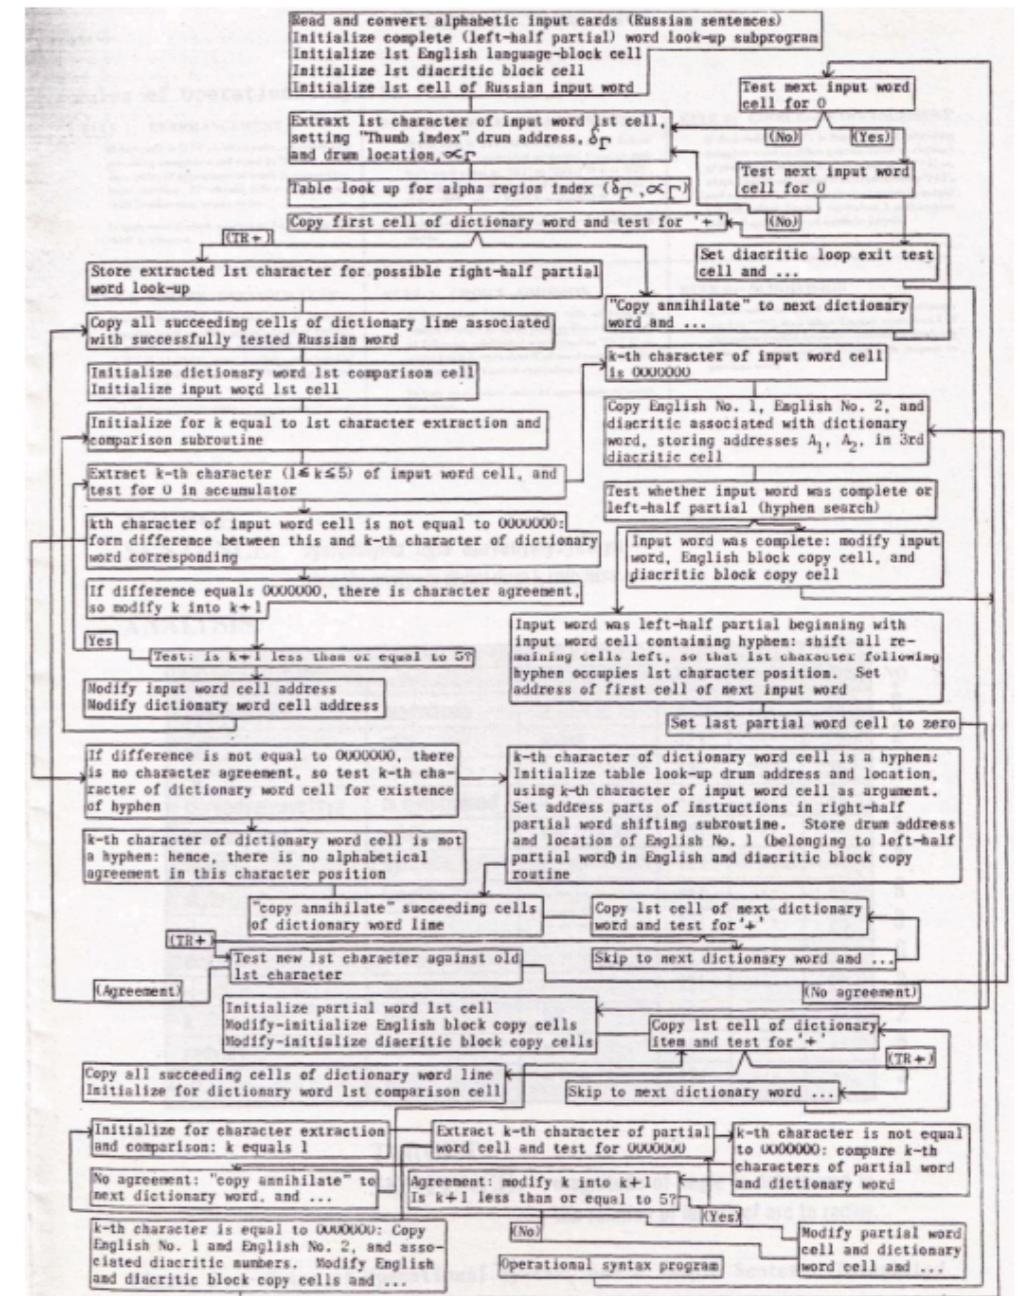 Read and convert alphabetic input cards (Russian sentences)
Initialize complete (left-half partial) word look-up subprogram
Initialize lst English language-block cell
Initialize lst diacritic block cell
Initialize lst cell of Russian input word
Test next input word
cell for 0
Extraxt lst character of input word lst cell,
setting "Thumb index" drum address, δΓ
and drum location, ∝Γ
(No)
(Yes)
Test next input word
cell for 0
Table look up for alpha region index (δΓ, ∝Γ)
Copy first cell of dictionary word and test for '+'
(No)
(TR+)
Set diacritic loop exit test
cell and ...
Store extracted lst character for possible right-half partial
word look-up
"Copy annihilate" to next dictionary
word and ...
Copy all succeeding cells of dictionary line associated
with successfully tested Russian word
k-th character of input word cell
is 0000000
Initialize dictionary word lst comparison cell
Initialize input word lst cell
Copy English No. 1, English No. 2, and
diacritic associated with dictionary
word, storing addresses A1, A2, in 3rd
diacritic cell
Initialize for k equal to lst character extraction and
comparison subroutine
Extract k-th character (1≦k≦5) of input word cell, and
test for 0 in accumulator
Test whether input word was complete or
left-half partial (hyphen search)
kth character of input word cell is not equal to 0000000:
form difference between this and k-th character of dictionary
word corresponding
Input word was complete: modify input
word, English block copy cell, and
diacritic block copy cell
If difference equals 0000000, there is character agreement,
so modify k into k+1
Yes
Test: is k+1 less than or equal to 5?
Input word was left-half partial beginning with
input word cell containing hyphen: shift all re-
maining cells left, so that lst character following
hyphen occupies lst character position. Set
address of first cell of next input word
Modify input word cell address
Modify dictionary word cell address
Set last partial word cell to zero
If difference is not equal to 0000000, there
is no character agreement, so test k-th cha-
racter of dictionary word cell for existence
of hyphen
k-th character of dictionary word cell is a hyphen:
Initialize table look-up drum address and location,
using k-th character of input word cell as argument.
Set address parts of instructions in right-half
partial word shifting subroutine. Store drum address
and location of English No. 1 (belonging to left-half
partial word) in English and diacritic block copy
routine
k-th character of dictionary word cell is not
a hyphen: hence, there is no alphabetical
agreement in this character position
"copy annihilate" succeeding cells
of dictionary word line
Copy lst cell of next dictionary
word and test for '+'
(TR+)
Test new lst character against old
lst character
Skip to next dictionary word and ...
(Agreement)
(No agreement)
Initialize partial word lst cell
Modify-initialize English block copy cells
Modify-initialize diacritic block copy cells
Copy lst cell of dictionary
item and test for '+'
(TR+)
Copy all succeeding cells of dictionary word line
Initialize for dictionary word lst comparison cell
Skip to next dictionary word ...
Initialize for character extraction
and comparison: k equals 1
Extract k-th character of partial
word cell and test for 0000000
k-th character is not equal
to 0000000: compare k-th
characters of partial word
and dictionary word
No agreement: "copy annihilate" to
next dictionary word, and ...
Agreement: modify k into k+1
Is k+1 less than or equal to 5?
(Yes)
(No)
k-th character is equal to 0000000: Copy
English No. 1 and English No. 2, and asso-
ciated diacritic numbers. Modify English
and diacritic block copy cells and ...
Modify partial word
cell and dictionary
word cell and ...
Operational syntax program